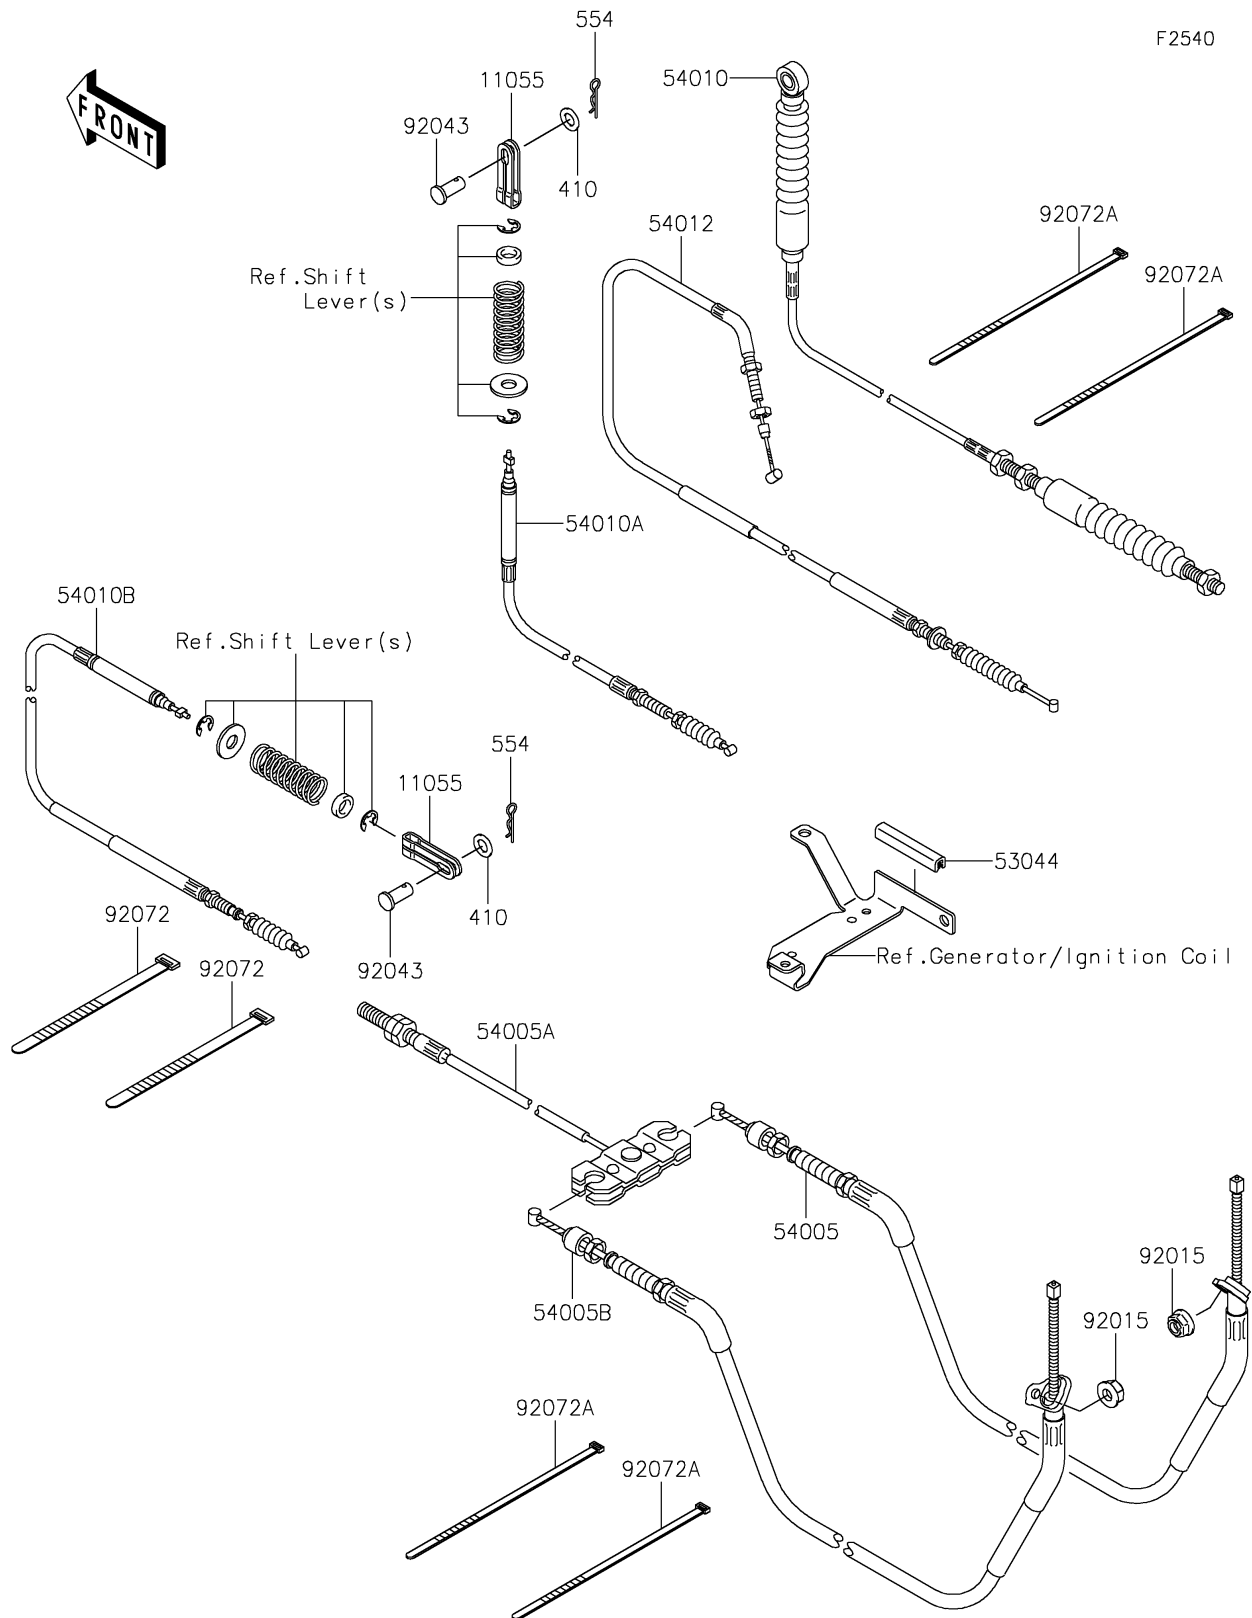 554
F2540
11055
54010
FRONT
92043
410
54012
92072A
Ref.Shift
Lever(s)
92072A
54010A
54010B
Ref.Shift Lever(s)
554
11055
53044
92072
410
92043
92072
Ref.Generator/Ignition Coil
54005A
54005
92015
54005B
92015
92072A
92072A